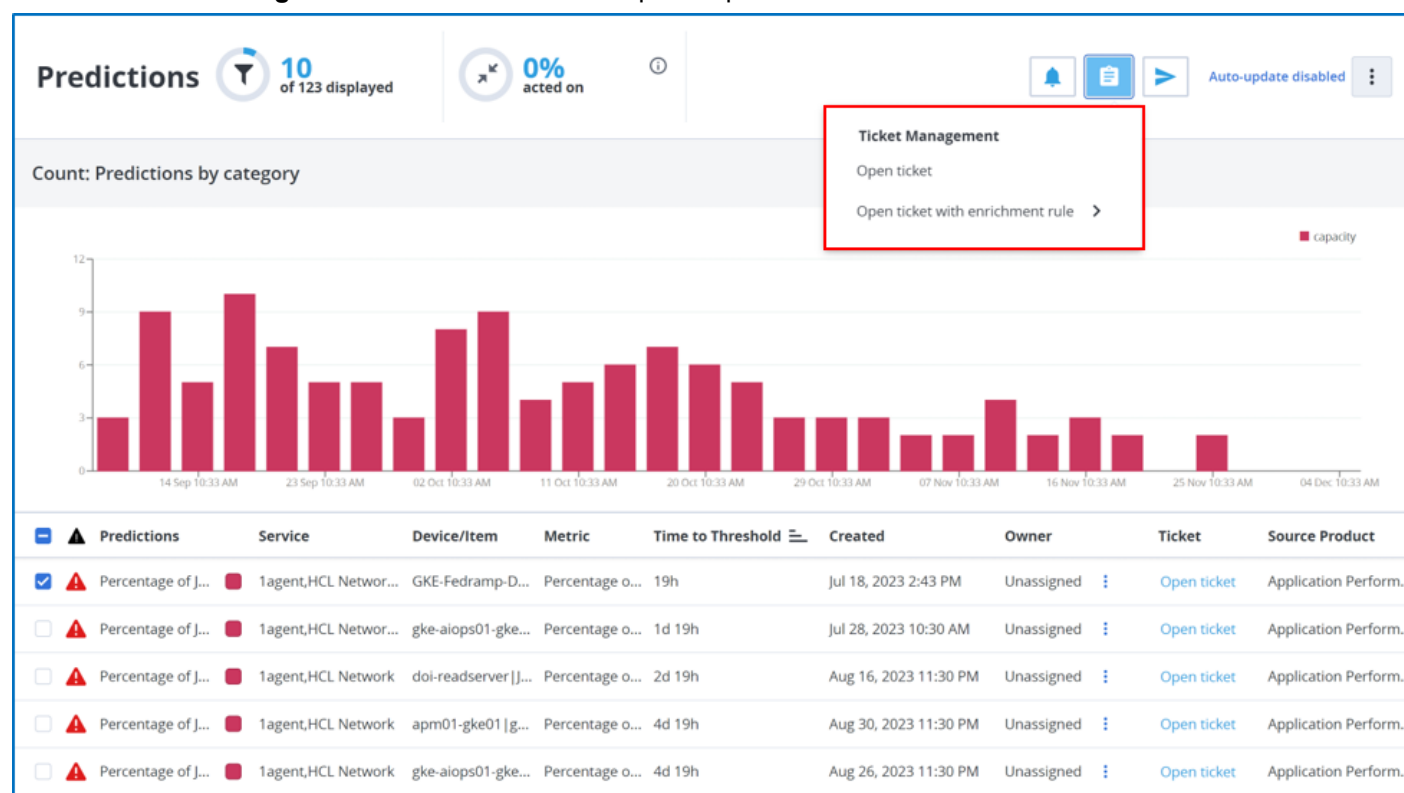 Predictions
10
of 123 displayed
0%
acted on
Auto-update disabled
Ticket Management
Open ticket
Open ticket with enrichment rule
Count: Predictions by category
capacity
12
9
6
3
0
14 Sep 10:33 AM 23 Sep 10:33 AM 02 Oct 10:33 AM 11 Oct 10:33 AM 20 Oct 10:33 AM 29 Oct 10:33 AM 07 Nov 10:33 AM 16 Nov 10:33 AM 25 Nov 10:33 AM 04 Dec 10:33 AM
Predictions Service Device/Item Metric Time to Threshold Created Owner Ticket Source Product
Percentage of J... 1agent,HCL Networ... GKE-Fedramp-D... Percentage o... 19h Jul 18, 2023 2:43 PM Unassigned Open ticket Application Perform.
Percentage of J... 1agent,HCL Networ... gke-aiops01-gke... Percentage o... 1d 19h Jul 28, 2023 10:30 AM Unassigned Open ticket Application Perform.
Percentage of J... 1agent,HCL Network doi-readserver|J... Percentage o... 2d 19h Aug 16, 2023 11:30 PM Unassigned Open ticket Application Perform.
Percentage of J... 1agent,HCL Network apm01-gke01|g... Percentage o... 4d 19h Aug 30, 2023 11:30 PM Unassigned Open ticket Application Perform.
Percentage of J... 1agent,HCL Network gke-aiops01-gke... Percentage o... 4d 19h Aug 26, 2023 11:30 PM Unassigned Open ticket Application Perform.